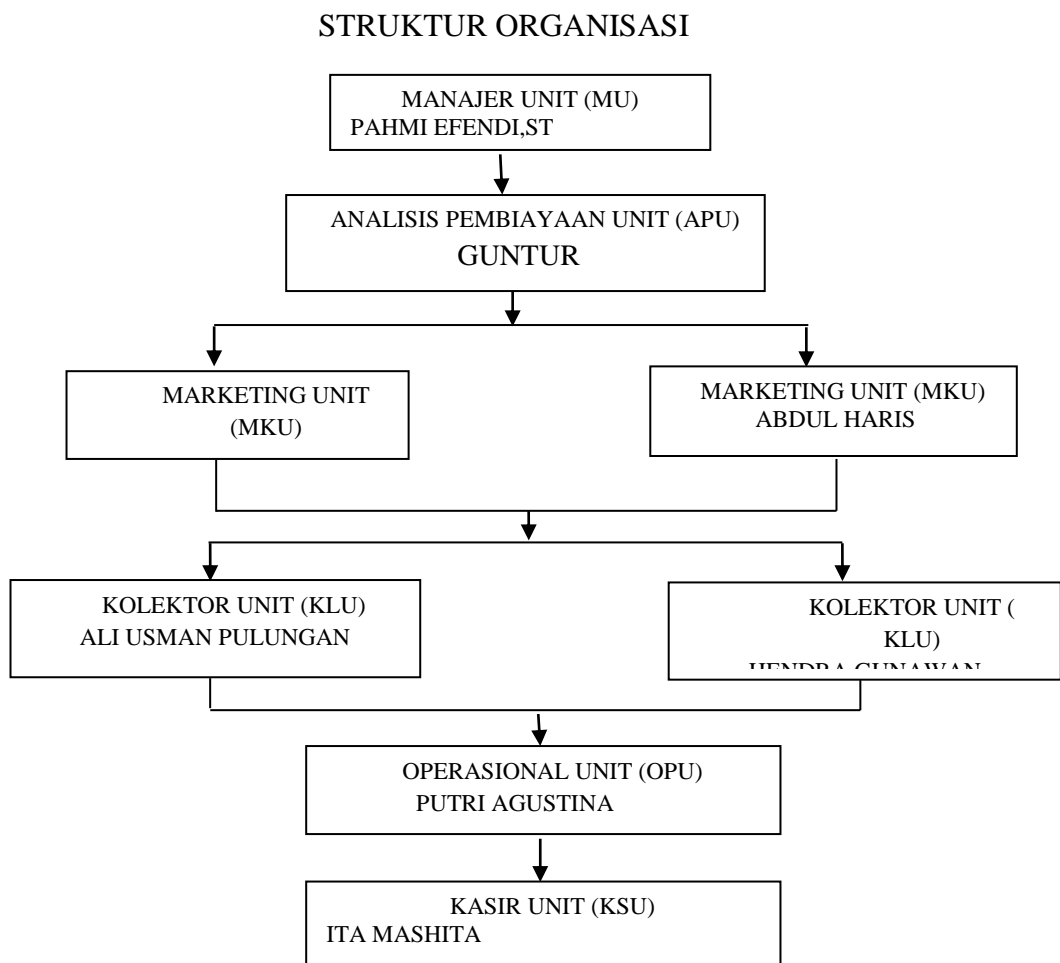 STRUKTUR ORGANISASI
MANAJER UNIT (MU)
PAHMI EFENDI,ST
ANALISIS PEMBIAYAAN UNIT (APU)
GUNTUR
MARKETING UNIT
(MKU)
MARKETING UNIT (MKU)
ABDUL HARIS
KOLEKTOR UNIT (KLU)
ALI USMAN PULUNGAN
KOLEKTOR UNIT (
KLU)
HENDRA GUNAWAN
OPERASIONAL UNIT (OPU)
PUTRI AGUSTINA
KASIR UNIT (KSU)
ITA MASHITA